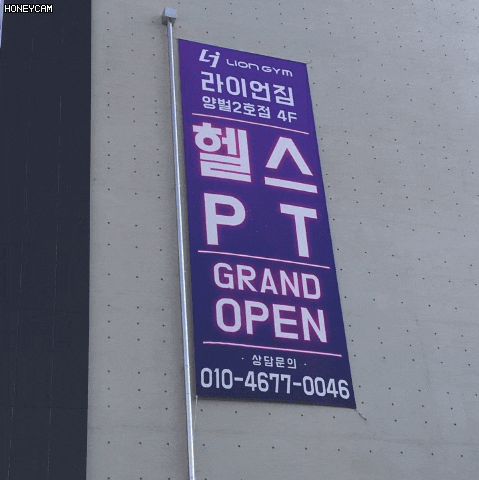 HONEYCAM
LION GYM
라이언짐
양벌2호점 4F
헬스
PT
GRAND
OPEN
· 상담문의 ·
010-4677-0046